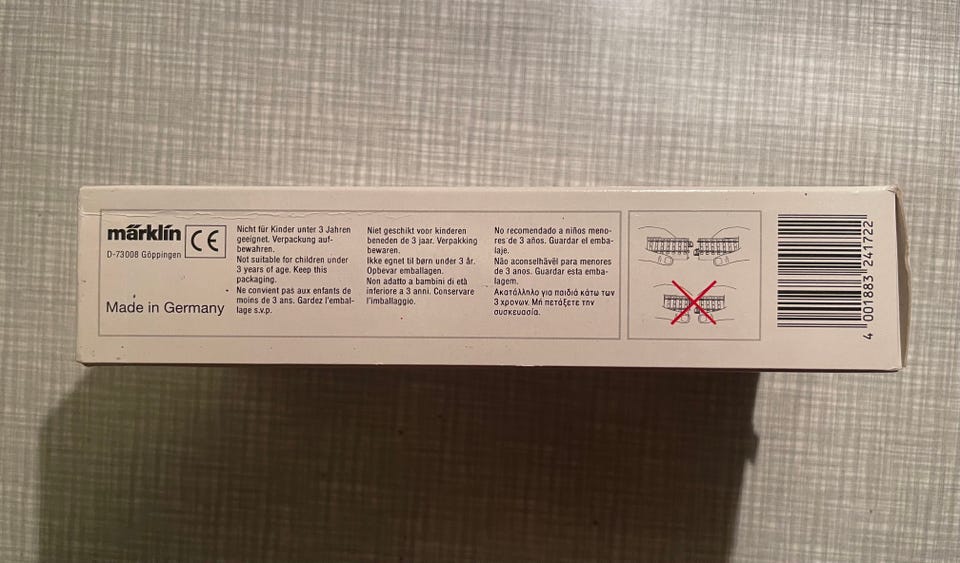 märklin
D-73008 Göppingen
CE
Made in Germany
Nicht für Kinder unter 3 Jahren
geeignet. Verpackung auf-
bewahren.
Not suitable for children under
3 years of age. Keep this
packaging.
Ne convient pas aux enfants de
moins de 3 ans. Gardez l'embal-
lage s.v.p.
Niet geschikt voor kinderen
beneden de 3 jaar. Verpakking
bewaren.
Ikke egnet til børn under 3 år.
Opbevar emballagen.
Non adatto a bambini di età
inferiore a 3 anni. Conservare
l'imballaggio.
No recomendado a niños meno-
res de 3 años. Guardar el emba-
laje.
Não aconselhável para menores
de 3 anos. Guardar esta emba-
lagem.
Ακατάλληλο για παιδιά κάτω των
3 χρονων. Μή πετάξετε την
συσκευασία.
4 001883 241722